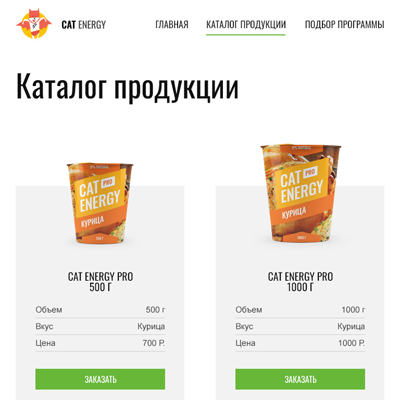 CAT ENERGY
ГЛАВНАЯ
КАТАЛОГ ПРОДУКЦИИ
ПОДБОР ПРОГРАММЫ
Каталог продукции
CAT PRO
ENERGY
КУРИЦА
CAT PRO
ENERGY
КУРИЦА
CAT ENERGY PRO
500 Г
Объем 500 г
Вкус Курица
Цена 700 Р.
ЗАКАЗАТЬ
CAT ENERGY PRO
1000 Г
Объем 1000 г
Вкус Курица
Цена 1000 Р.
ЗАКАЗАТЬ